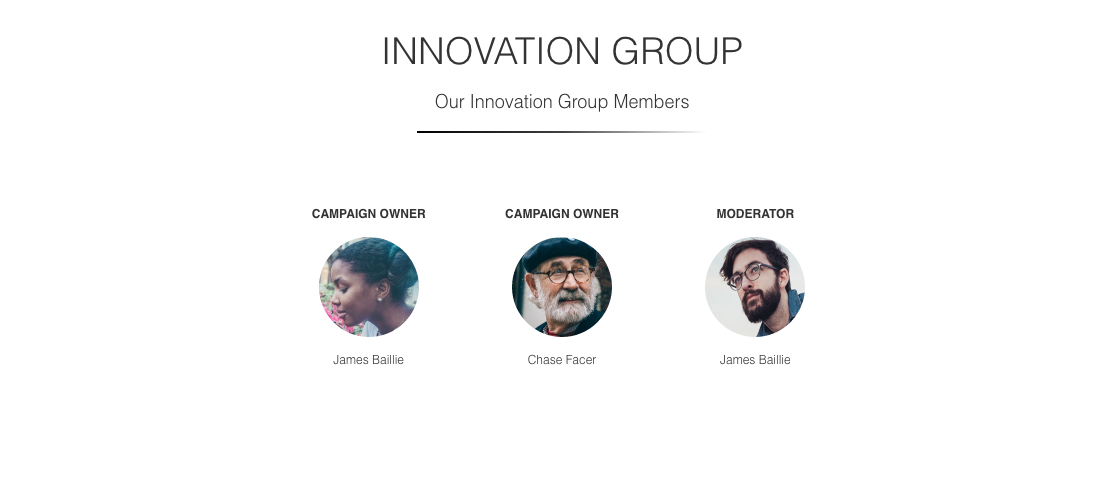 INNOVATION GROUP
Our Innovation Group Members
CAMPAIGN OWNER
CAMPAIGN OWNER
MODERATOR
James Baillie
Chase Facer
James Baillie